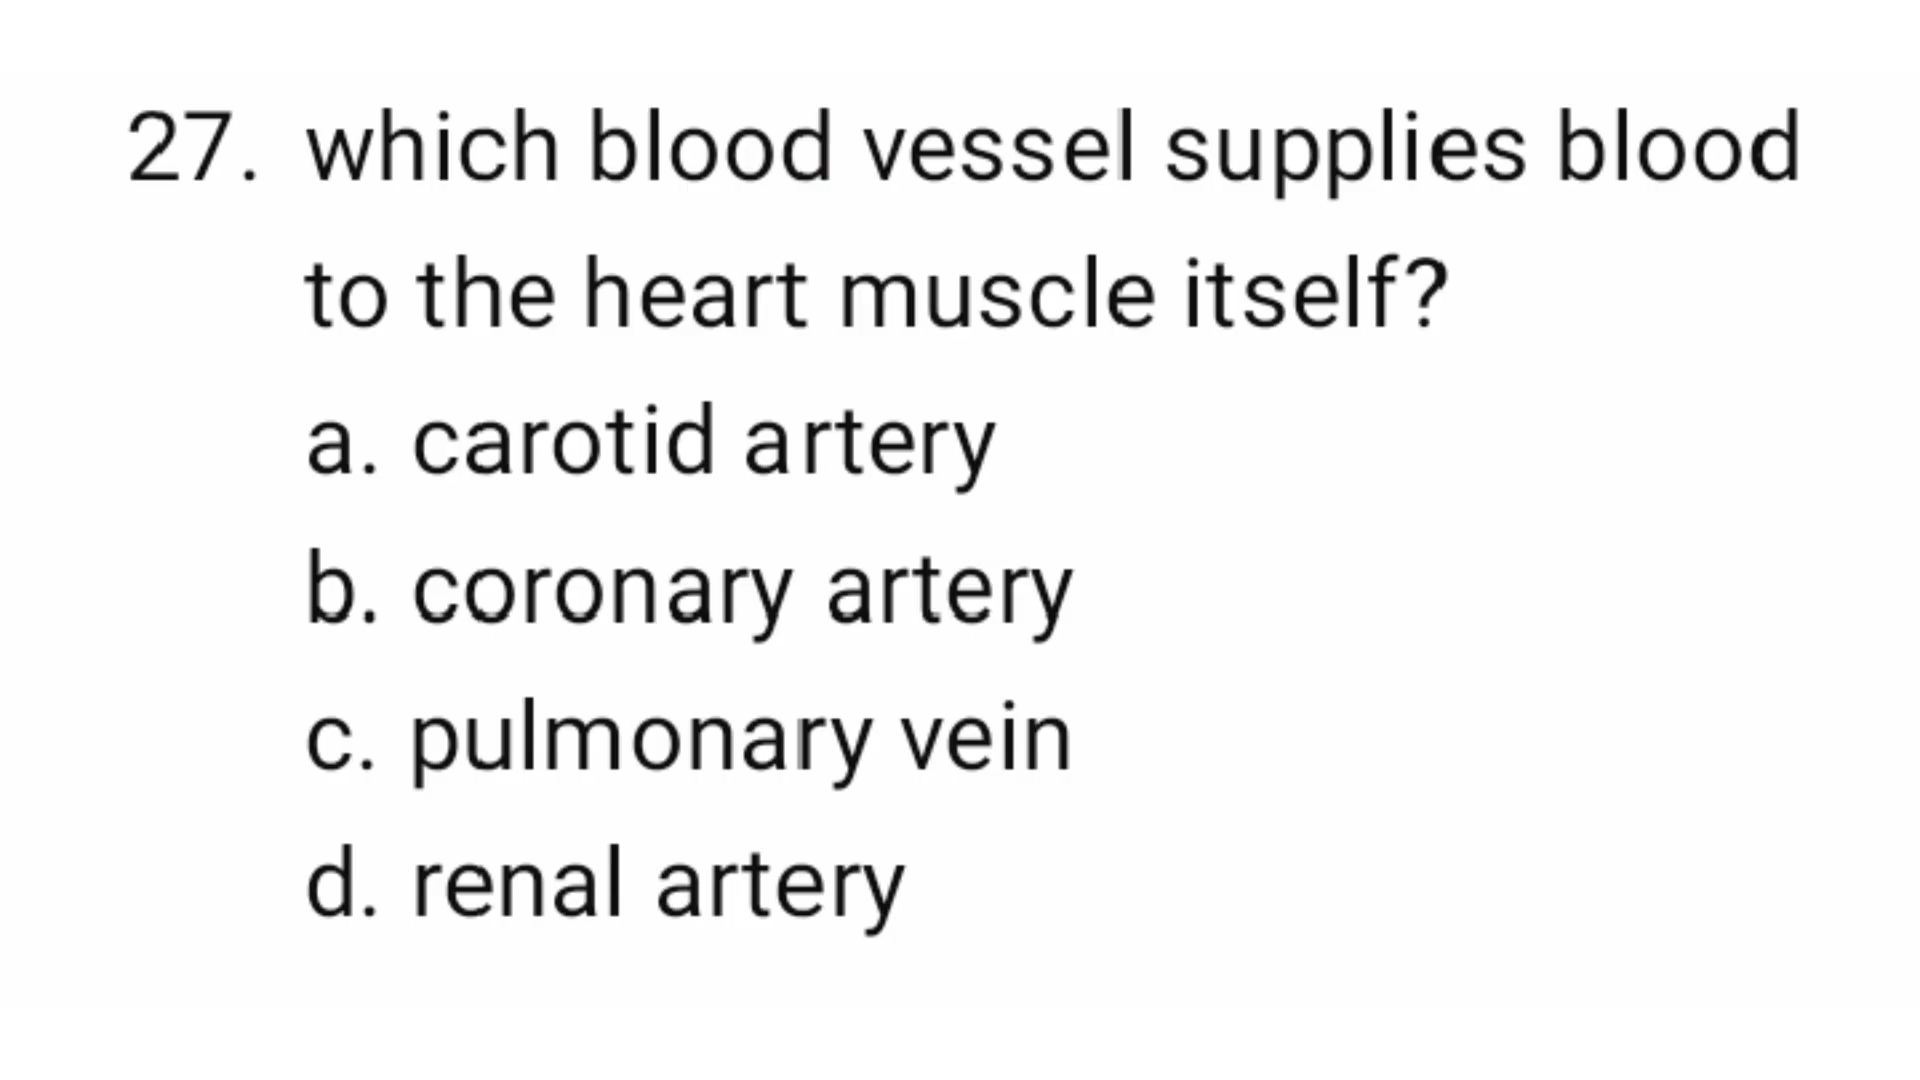 27. which blood vessel supplies blood
to the heart muscle itself?
a. carotid artery
b. coronary artery
c. pulmonary vein
d. renal artery